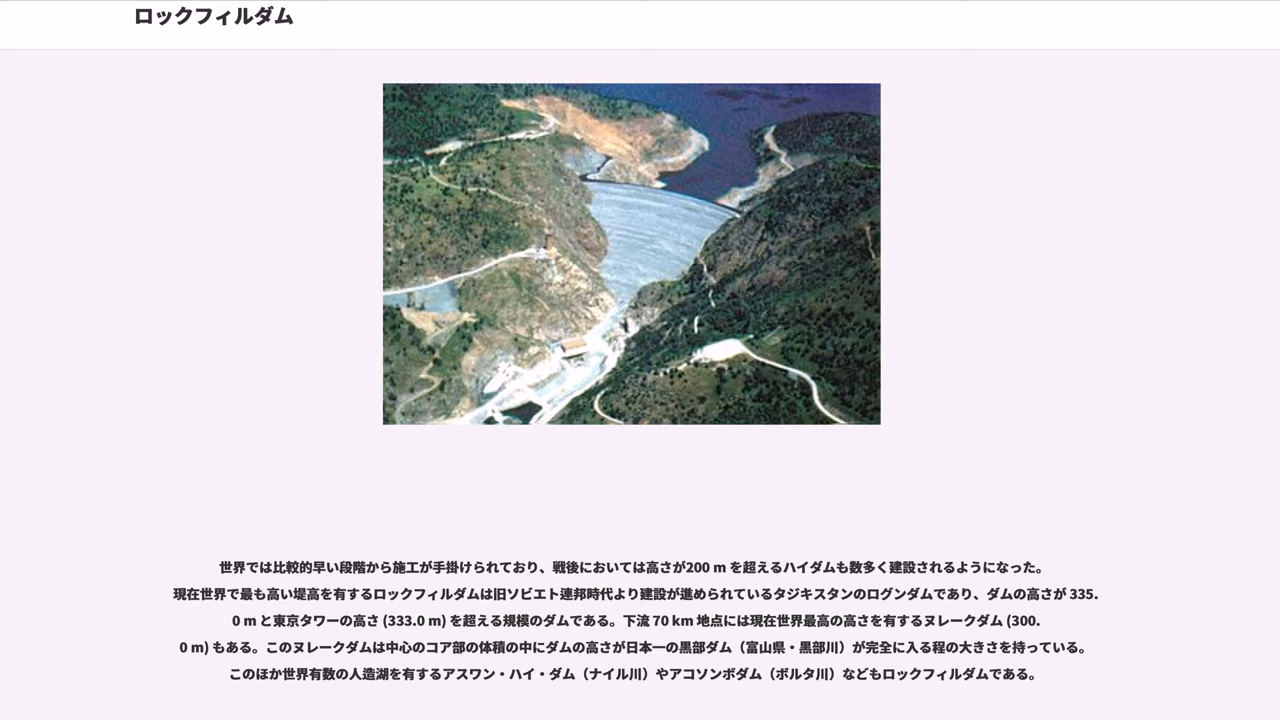 ロックフィルダム
世界では比較的早い段階から施工が手掛けられており、戦後においては高さが200 m を超えるハイダムも数多く建設されるようになった。
現在世界で最も高い堤高を有するロックフィルダムは旧ソビエト連邦時代より建設が進められているタジキスタンのログンダムであり、ダムの高さが 335.
0 m と東京タワーの高さ (333.0 m) を超える規模のダムである。下流 70 km 地点には現在世界最高の高さを有するヌレークダム (300.
0 m) もある。このヌレークダムは中心のコア部の体積の中にダムの高さが日本一の黒部ダム（富山県・黒部川）が完全に入る程の大きさを持っている。
このほか世界有数の人造湖を有するアスワン・ハイ・ダム（ナイル川）やアコソンボダム（ボルタ川）などもロックフィルダムである。